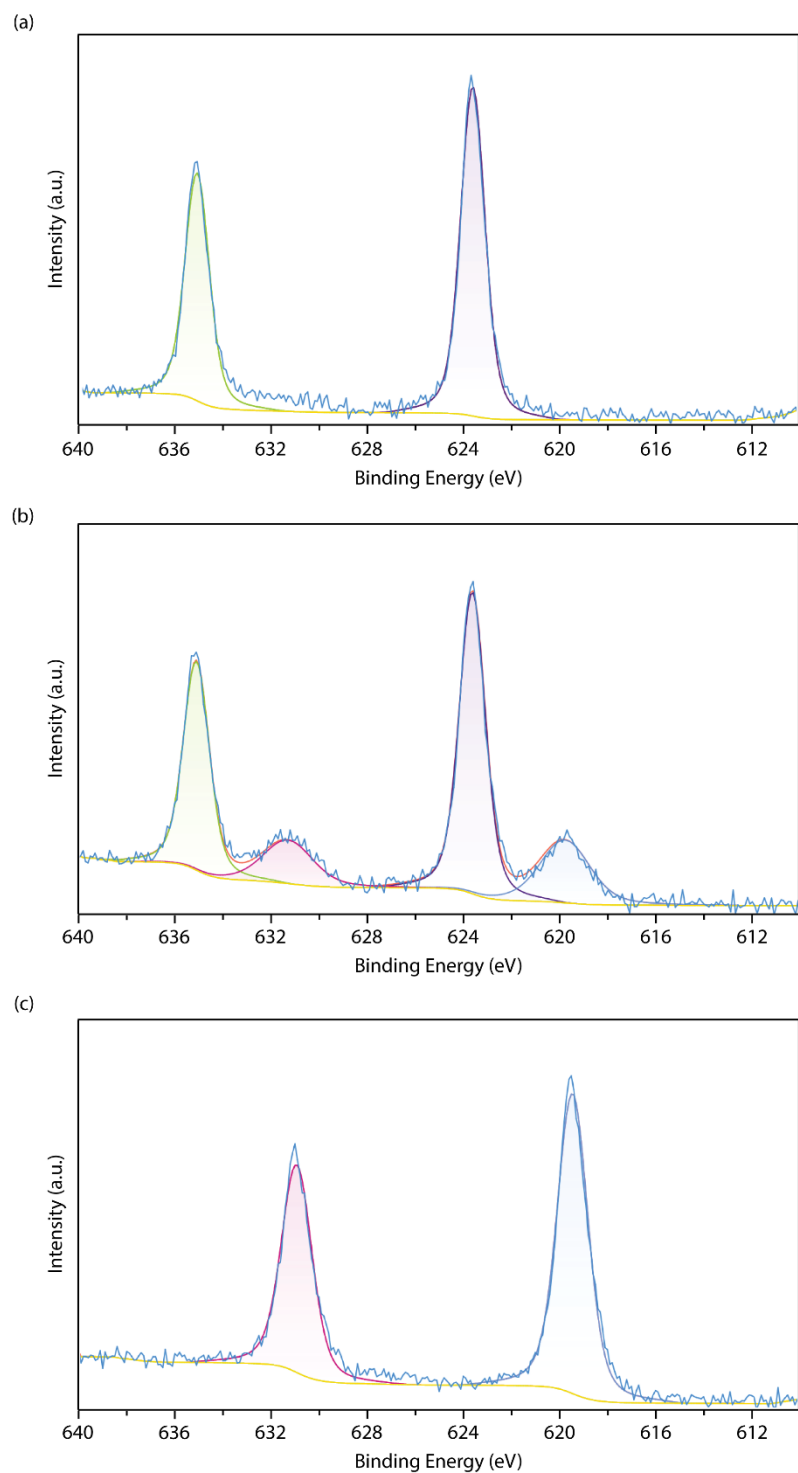 (a)
Intensity (a.u.)
640 636 632 628 624 620 616 612
Binding Energy (eV)
(b)
Intensity (a.u.)
640 636 632 628 624 620 616 612
Binding Energy (eV)
(c)
Intensity (a.u.)
640 636 632 628 624 620 616 612
Binding Energy (eV)